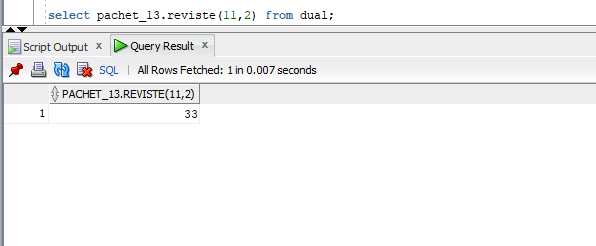 select pachet_13.reviste(11,2) from dual;
Script Output x Query Result x
SQL | All Rows Fetched: 1 in 0.007 seconds
PACHET_13.REVISTE(11,2)
1 33